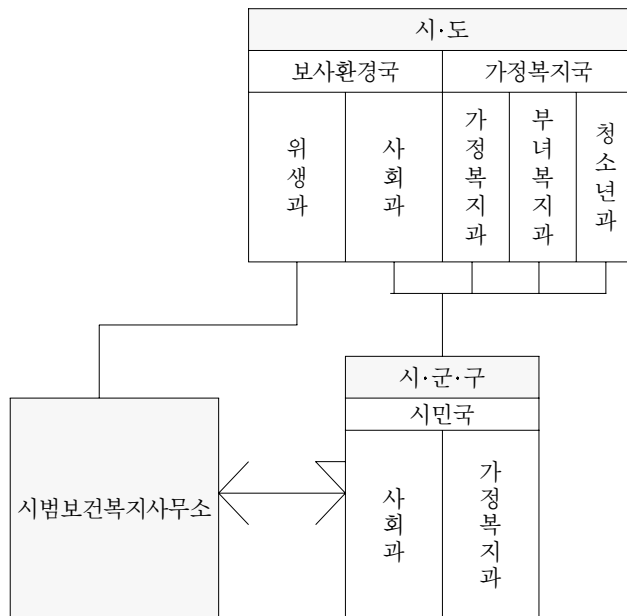 시·도
보사환경국
가정복지국
위생과
사회과
가정복지과
부녀복지과
청소년과
시·군·구
시민국
시범보건복지사무소
사회과
가정복지과